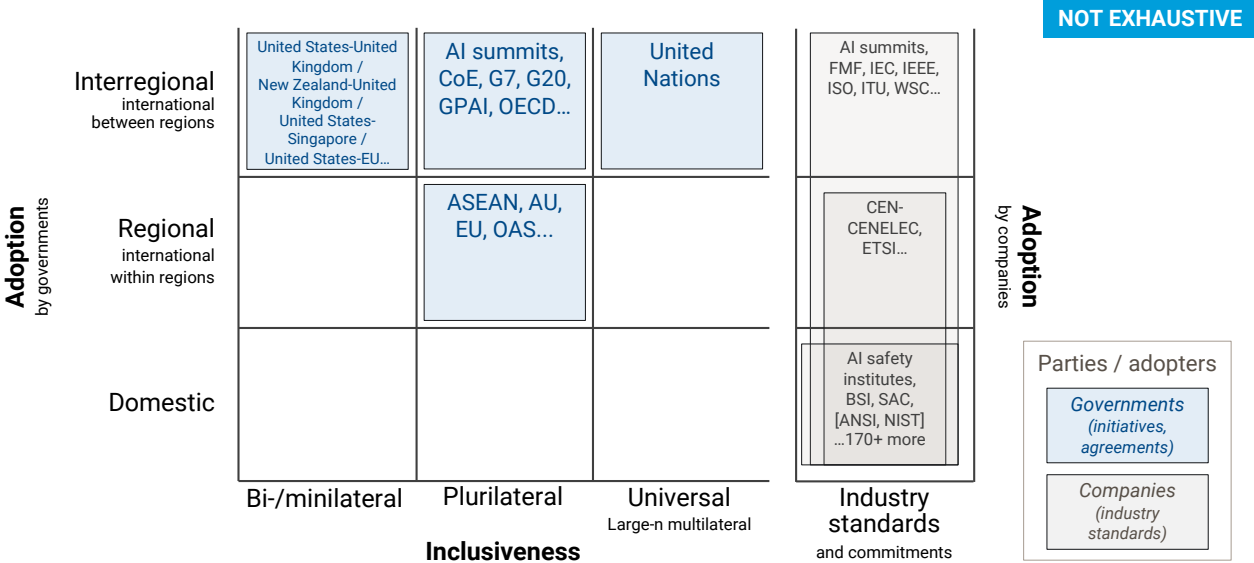 NOT EXHAUSTIVE
Interregional
international
between regions
United States-United
Kingdom /
New Zealand-United
Kingdom /
United States-
Singapore /
United States-EU…
AI summits,
CoE, G7, G20,
GPAI, OECD…
United
Nations
AI summits,
FMF, IEC, IEEE,
ISO, ITU, WSC…
Adoption
by governments
Regional
international
within regions
ASEAN, AU,
EU, OAS...
CEN-
CENELEC,
ETSI…
Adoption
by companies
Domestic
AI safety
institutes,
BSI, SAC,
[ANSI, NIST]
…170+ more
Parties / adopters
Governments
(initiatives,
agreements)
Companies
(industry
standards)
Bi-/minilateral
Plurilateral
Universal
Large-n multilateral
Industry
standards
and commitments
Inclusiveness